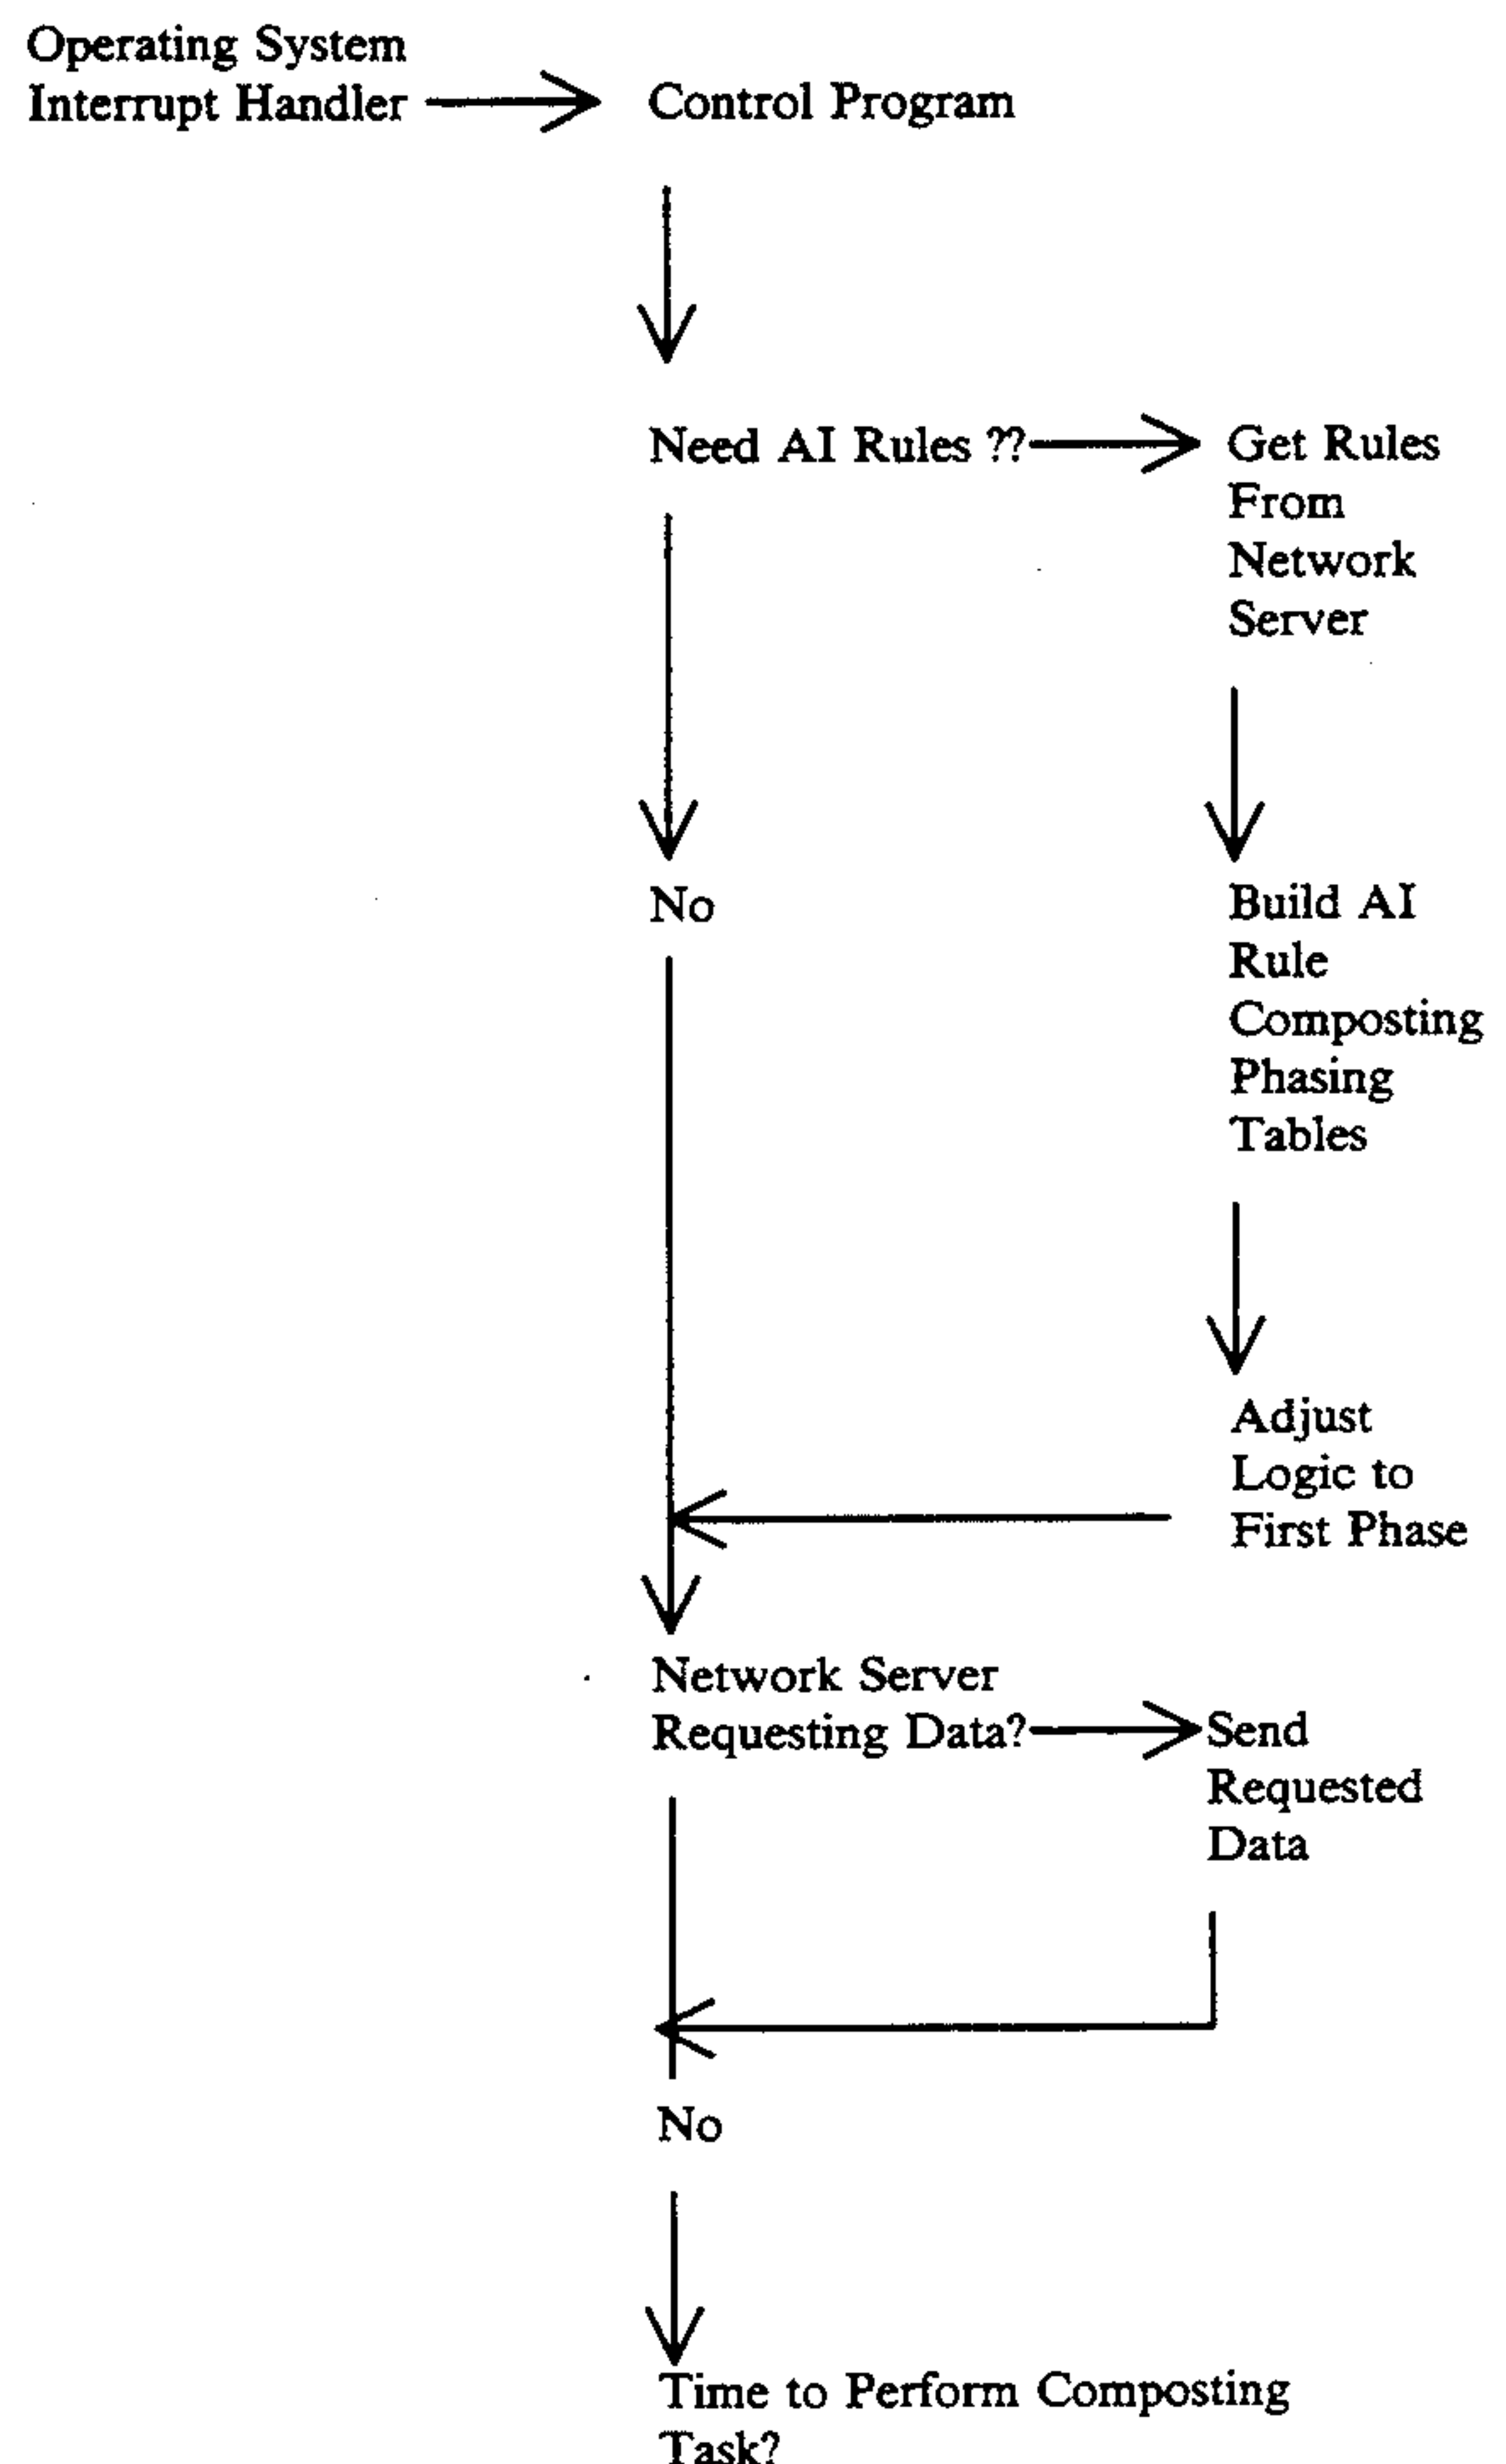 Operating System
Interrupt Handler
Control Program
Need AI Rules ??
Get Rules
From
Network
Server
No
Build AI
Rule
Composting
Phasing
Tables
Adjust
Logic to
First Phase
Network Server
Requesting Data?
Send
Requested
Data
No
Time to Perform Composting
Task?